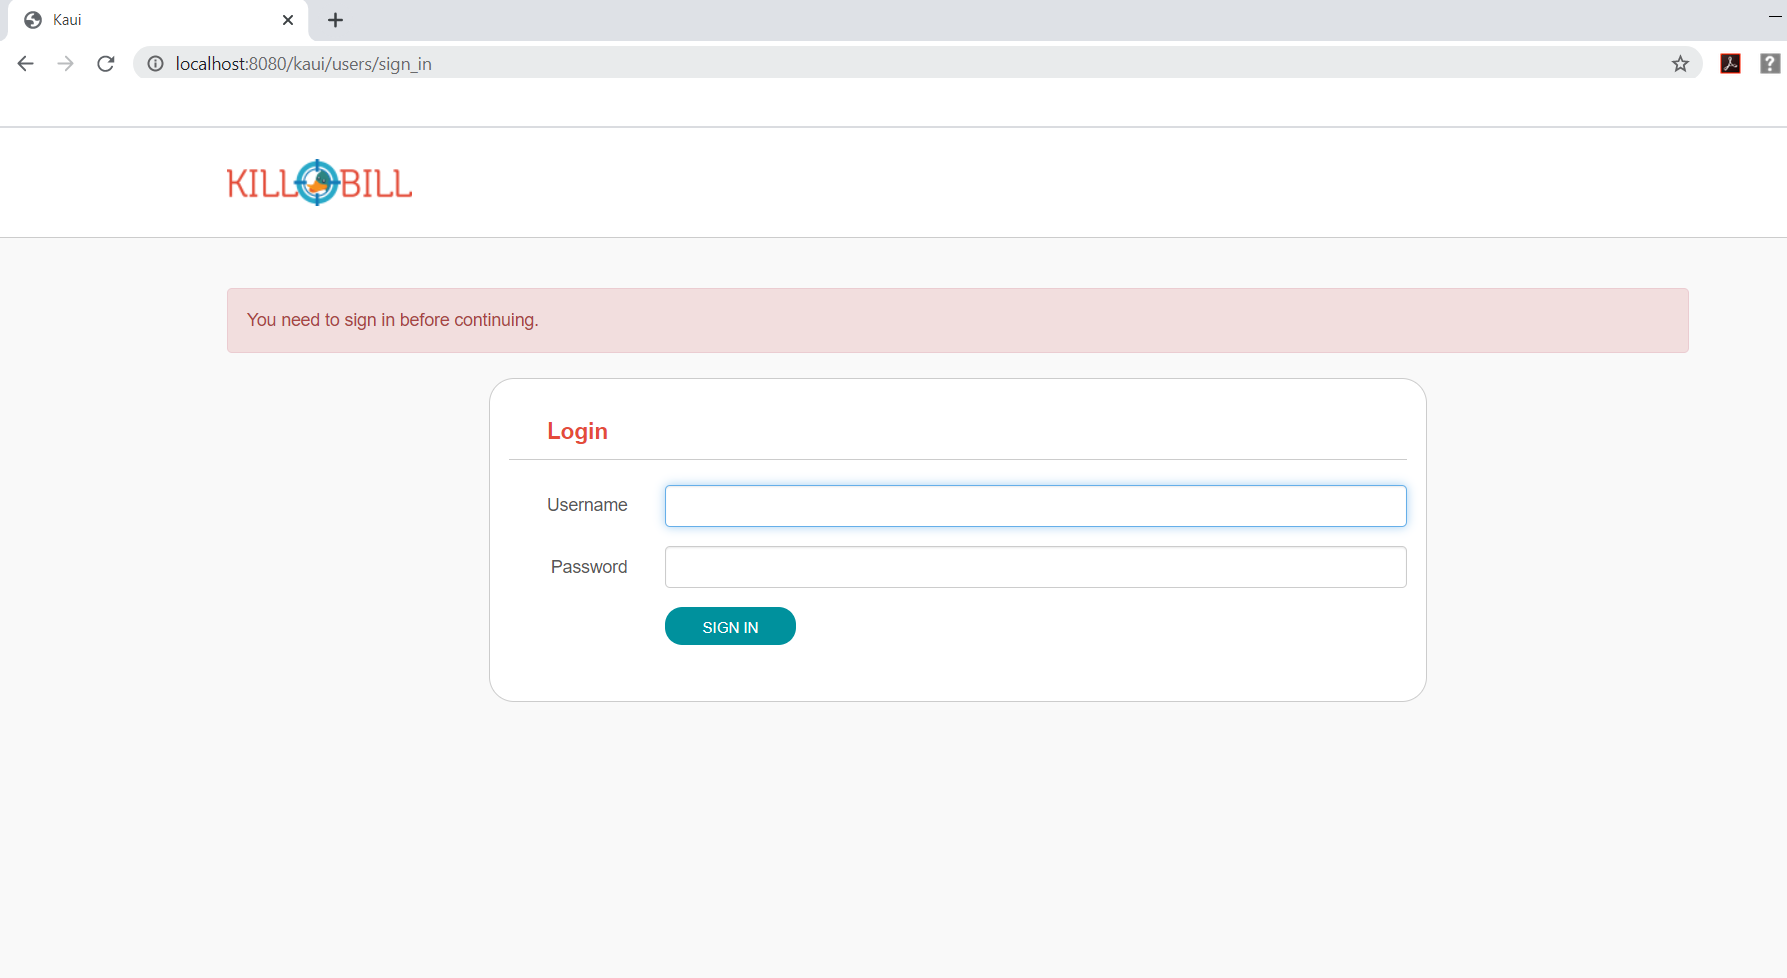 Kaui
localhost:8080/kaui/users/sign_in
KILL BILL
You need to sign in before continuing.
Login
Username
Password
SIGN IN